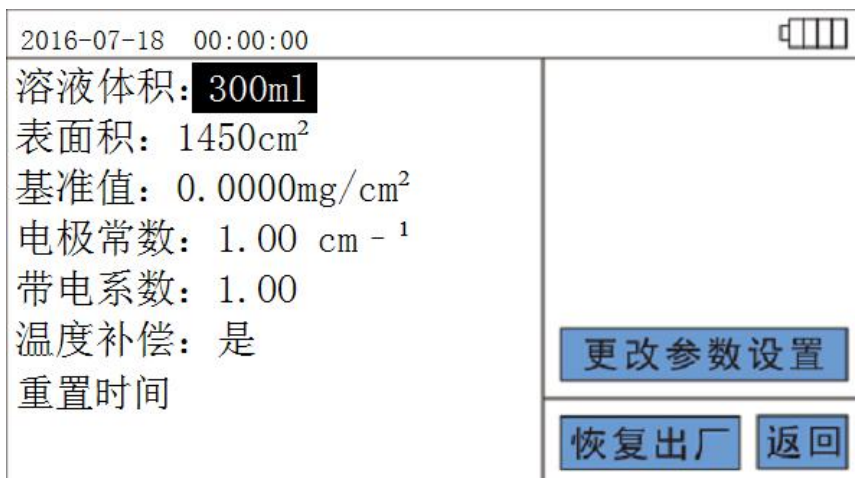 2016-07-18 00:00:00
溶液体积: 300ml
表面积: 1450cm²
基准值: 0.0000mg/cm²
电极常数: 1.00 cm-¹
带电系数: 1.00
温度补偿: 是
重置时间
更改参数设置
恢复出厂 返回